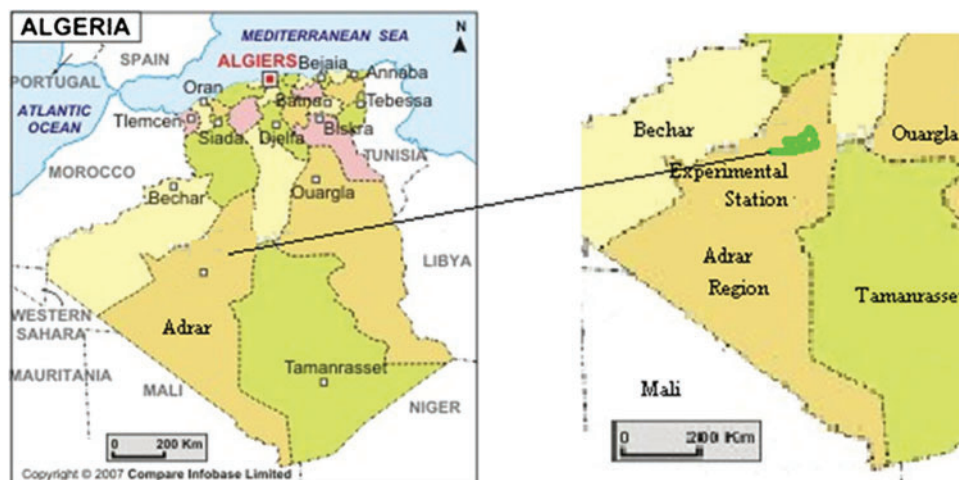 ALGERIA
N
MEDITERRANEAN SEA
SPAIN
PORTUGAL
ALGIERS
Bejaia
Annaba
Oran
ATLANTIC
OCEAN
Batna
Tebessa
Tlemcen
Siada
Djelfa
Biskra
TUNISIA
MOROCCO
Bechar
Ouargla
LIBYA
WESTERN
SAHARA
Adrar
MAURITANIA
MALI
Tamanrasset
NIGER
0 200 Km
Copyright © 2007 Compare Infobase Limited
Bechar
Ouargla
Experimental
Station
Adrar
Region
Tamanrasset
Mali
0 200 Km